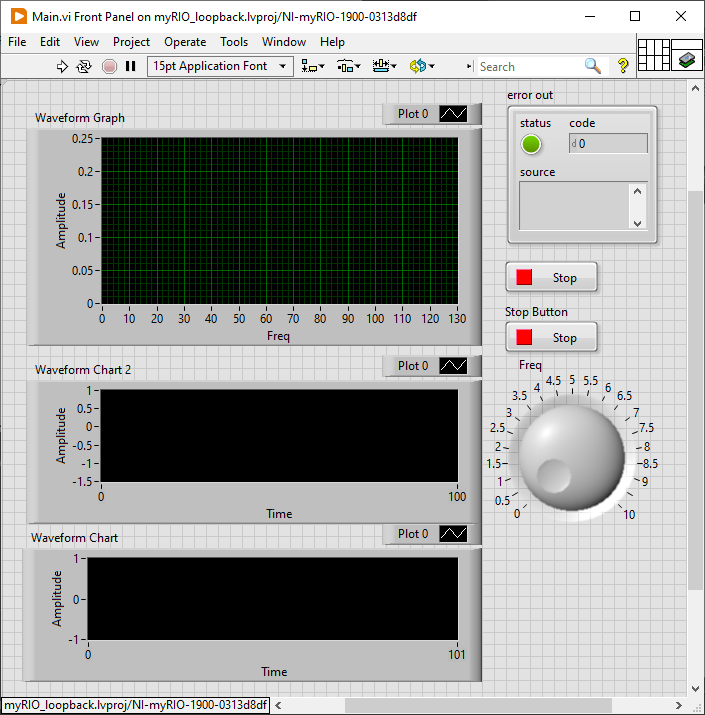 Main.vi Front Panel on myRIO_loopback.lvproj/NI-myRIO-1900-0313d8df
File Edit View Project Operate Tools Window Help
15pt Application Font
Search
?
Waveform Graph
Plot 0
0.25
0.2
0.15
0.1
0.05
0
Amplitude
0 10 20 30 40 50 60 70 80 90 100 110 120 130
Freq
error out
status code
d 0
source
Stop
Stop Button
Stop
Freq
0 0.5 1 1.5 2 2.5 3 3.5 4 4.5 5 5.5 6 6.5 7 7.5 8 8.5 9 10
Waveform Chart 2
Plot 0
1
0.5
0
-0.5
-1
-1.5
Amplitude
0 100
Time
Waveform Chart
Plot 0
1
0
-1
Amplitude
0 101
Time
myRIO_loopback.lvproj/NI-myRIO-1900-0313d8df